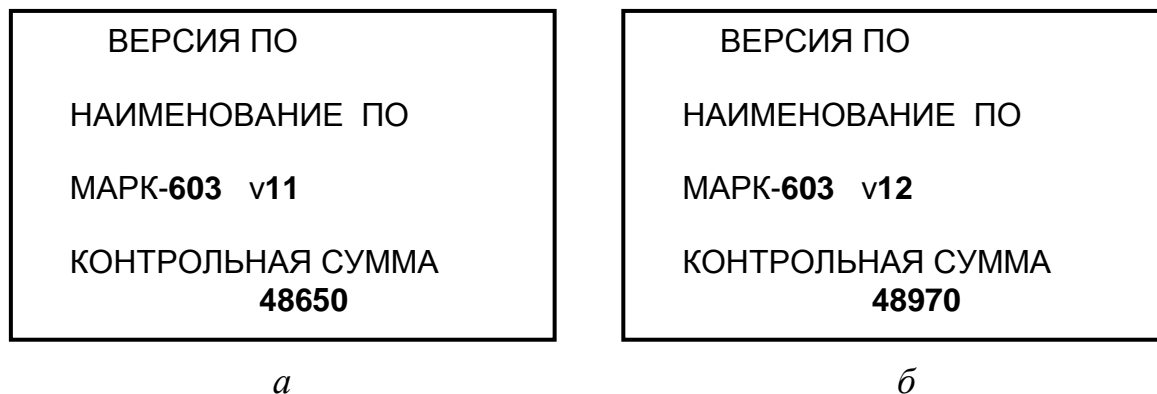 ВЕРСИЯ ПО
НАИМЕНОВАНИЕ ПО
МАРК-603 v11
КОНТРОЛЬНАЯ СУММА
48650
а
ВЕРСИЯ ПО
НАИМЕНОВАНИЕ ПО
МАРК-603 v12
КОНТРОЛЬНАЯ СУММА
48970
б